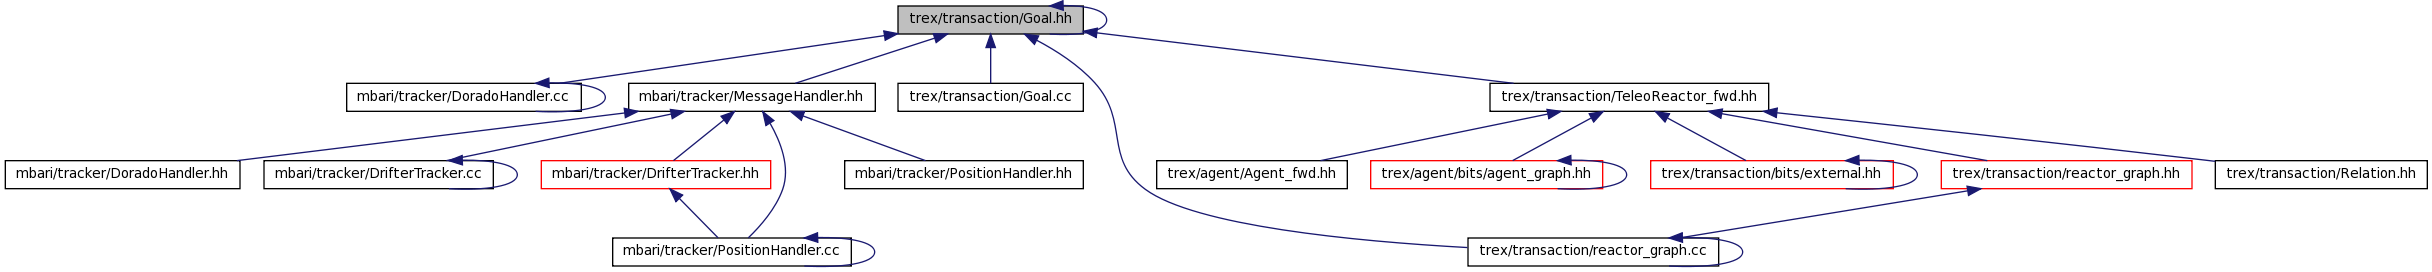 trex/transaction/Goal.hh
mbari/tracker/DoradoHandler.cc
mbari/tracker/MessageHandler.hh
trex/transaction/Goal.cc
trex/transaction/TeleoReactor_fwd.hh
mbari/tracker/DoradoHandler.hh
mbari/tracker/DrifterTracker.cc
mbari/tracker/DrifterTracker.hh
mbari/tracker/PositionHandler.hh
trex/agent/Agent_fwd.hh
trex/agent/bits/agent_graph.hh
trex/transaction/bits/external.hh
trex/transaction/reactor_graph.hh
trex/transaction/Relation.hh
mbari/tracker/PositionHandler.cc
trex/transaction/reactor_graph.cc